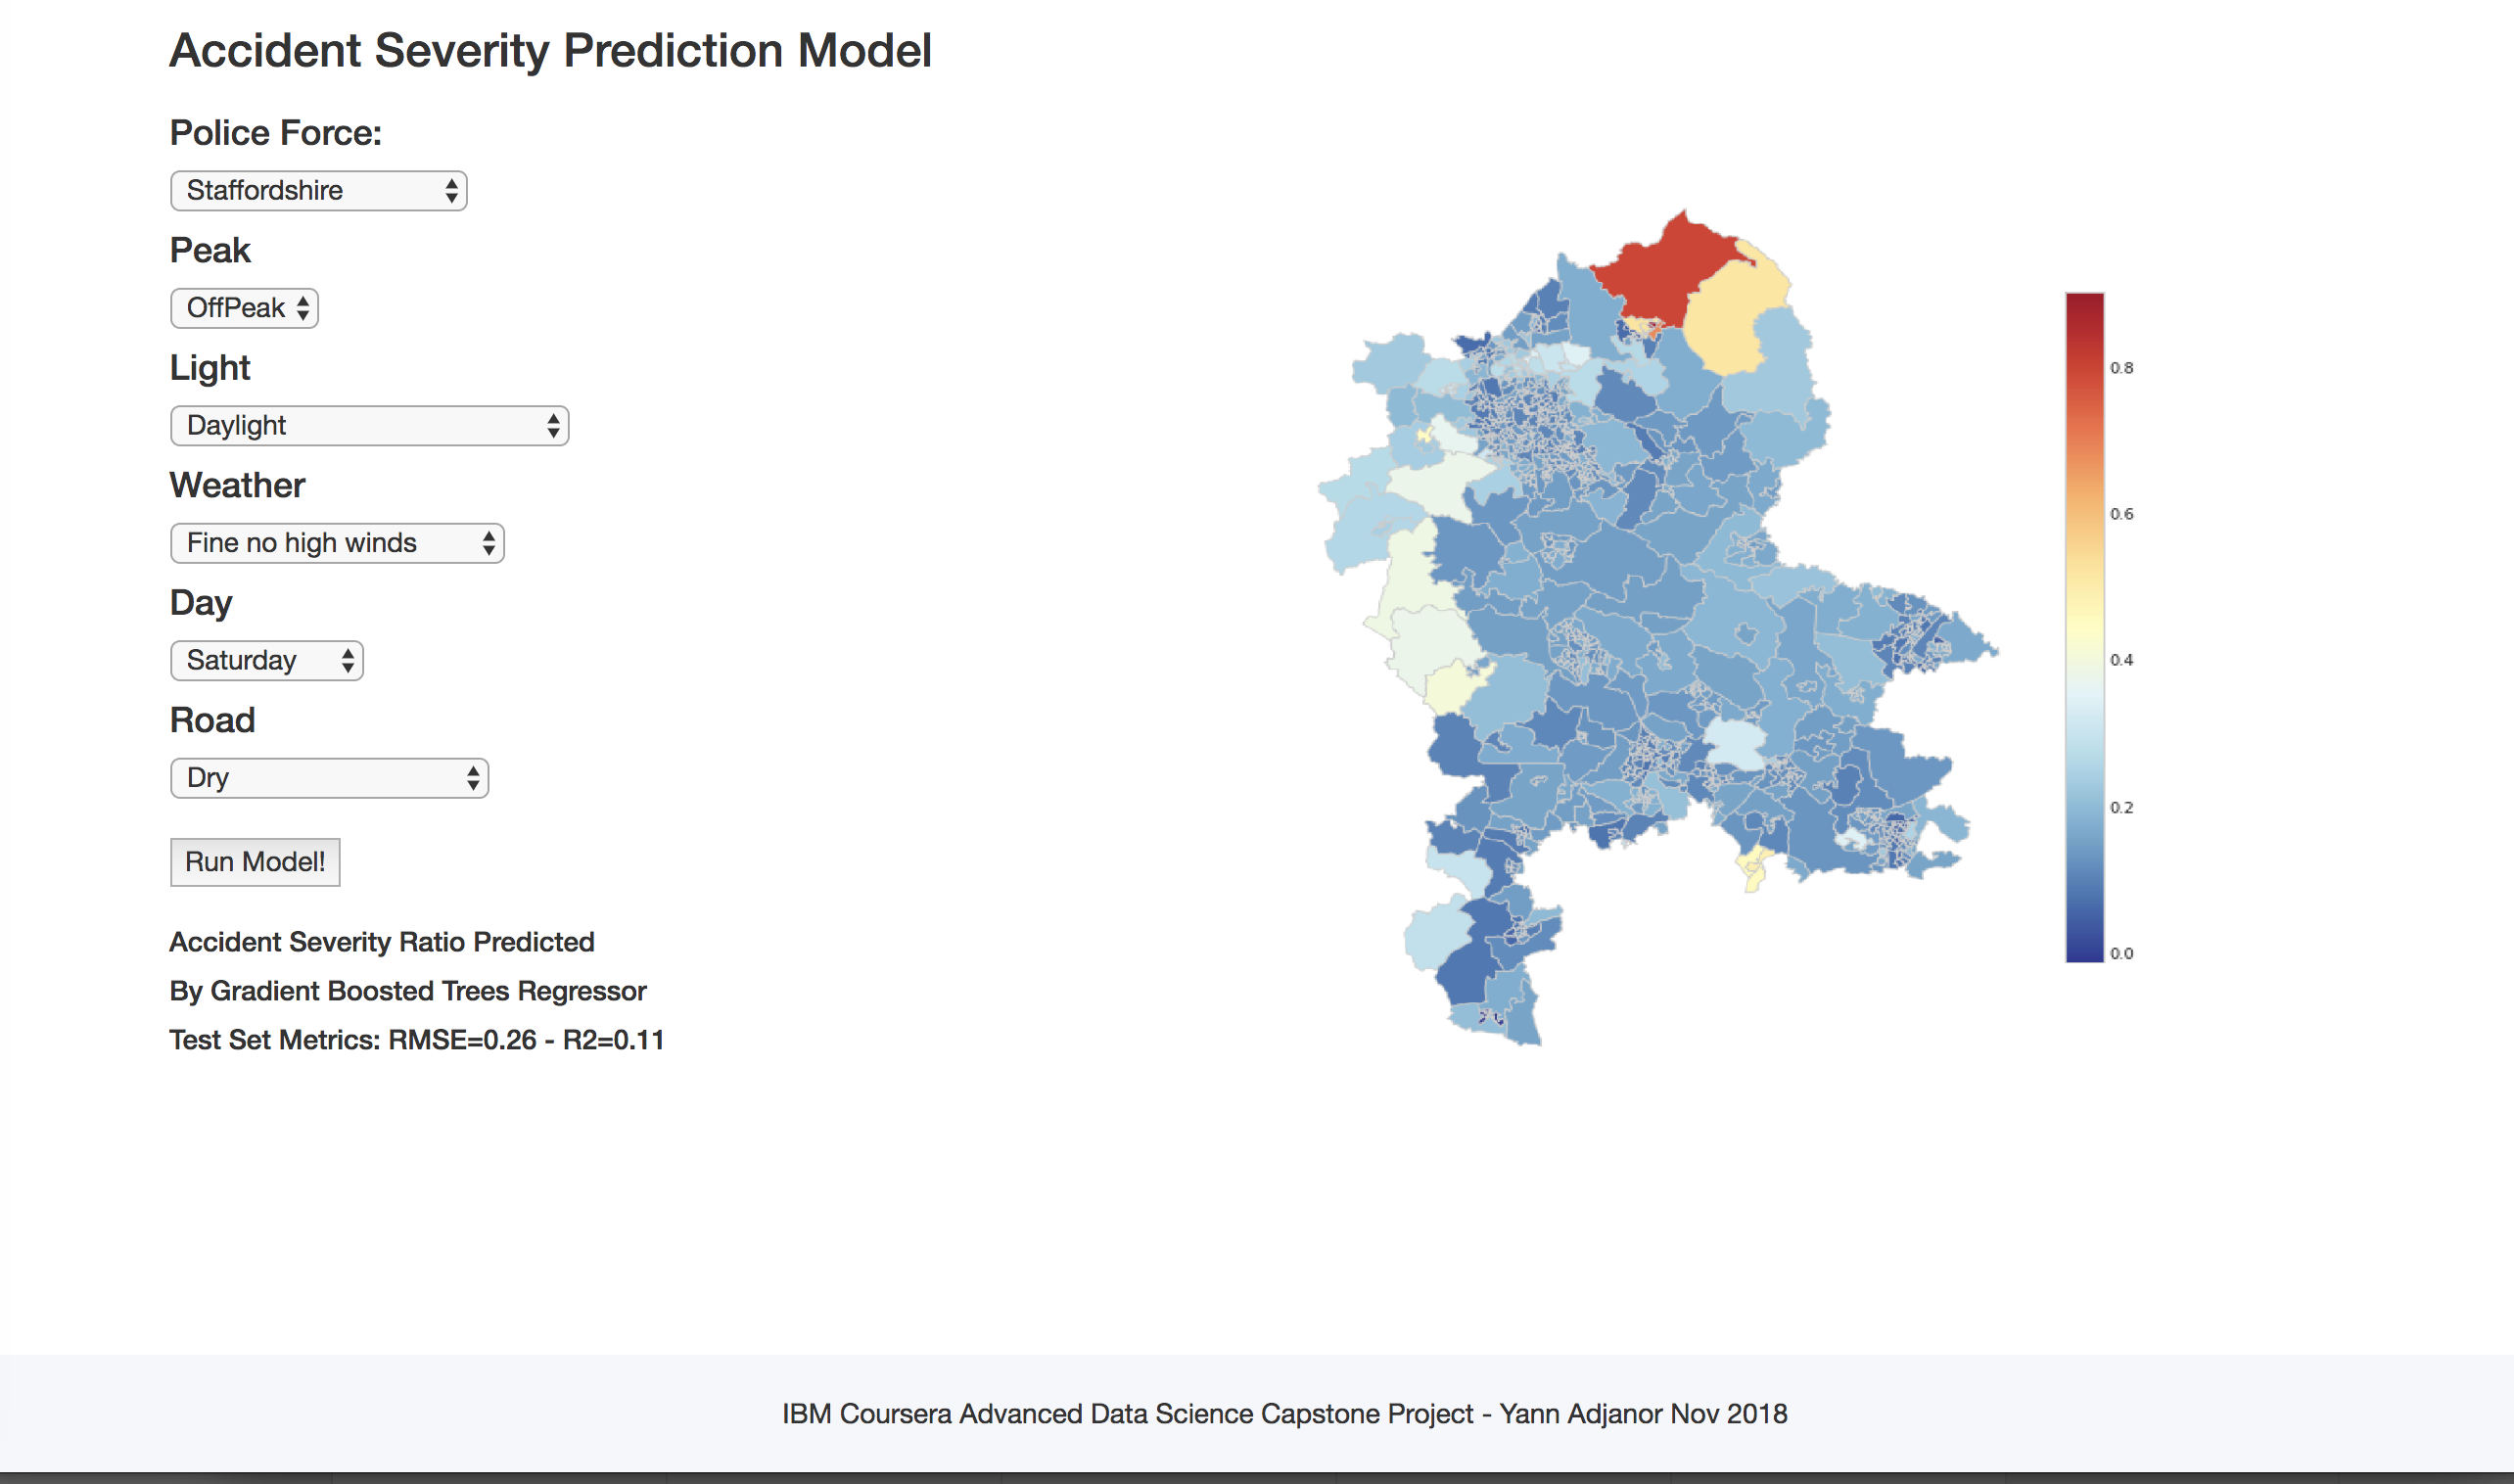 Accident Severity Prediction Model
Police Force:
Staffordshire
Peak
OffPeak
Light
Daylight
Weather
Fine no high winds
Day
Saturday
Road
Dry
Run Model!
Accident Severity Ratio Predicted
By Gradient Boosted Trees Regressor
Test Set Metrics: RMSE=0.26 - R2=0.11
0.8
0.6
0.4
0.2
0.0
IBM Coursera Advanced Data Science Capstone Project - Yann Adjanor Nov 2018